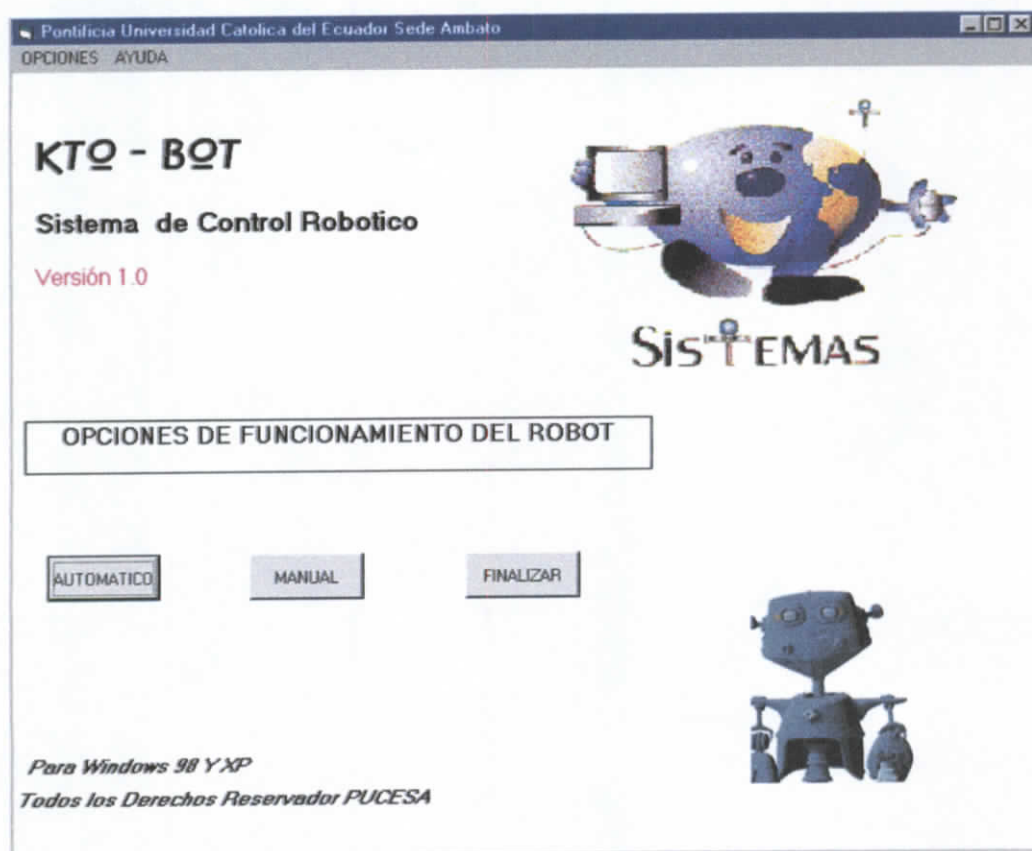 Pontificia Universidad Catolica del Ecuador Sede Ambato
OPCIONES AYUDA
KTO - BOT
Sistema de Control Robotico
Versión 1.0
SisTEMAS
OPCIONES DE FUNCIONAMIENTO DEL ROBOT
AUTOMATICO MANUAL FINALIZAR
Para Windows 98 Y XP
Todos los Derechos Reservador PUCESA